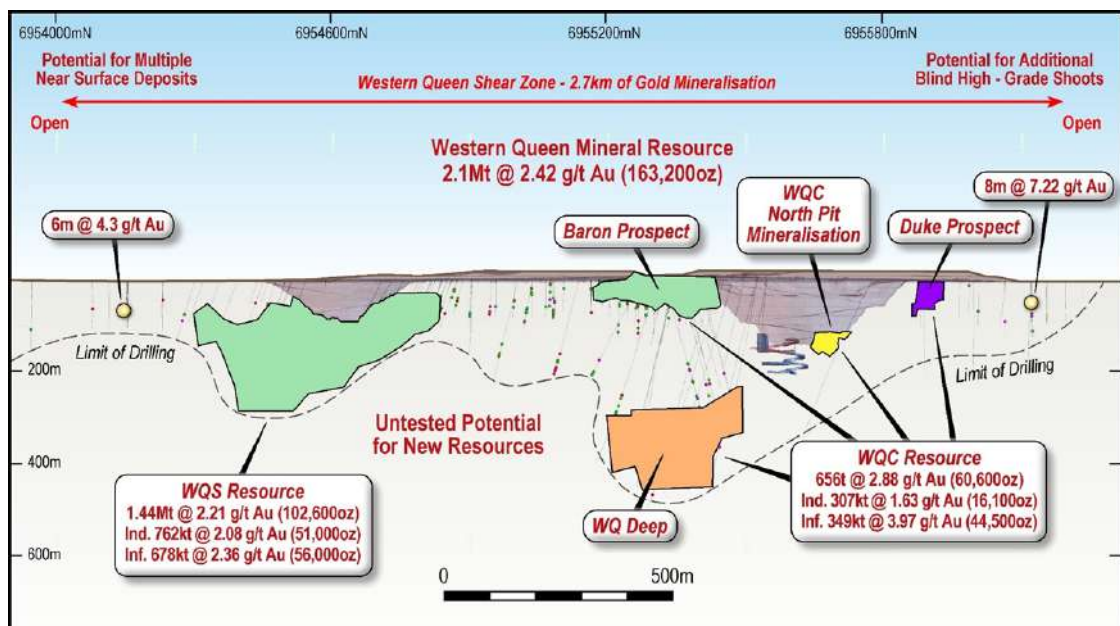 6954000mN
6954600mN
6955200mN
6955800mN
Potential for Multiple
Near Surface Deposits
Western Queen Shear Zone - 2.7km of Gold Mineralisation
Potential for Additional
Blind High - Grade Shoots
Open
Open
Western Queen Mineral Resource
2.1Mt @ 2.42 g/t Au (163,200oz)
6m @ 4.3 g/t Au
Baron Prospect
WQC
North Pit
Mineralisation
Duke Prospect
8m @ 7.22 g/t Au
Limit of Drilling
Limit of Drilling
200m
Untested Potential
for New Resources
400m
WQS Resource
1.44Mt @ 2.21 g/t Au (102,600oz)
Ind. 762kt @ 2.08 g/t Au (51,000oz)
Inf. 678kt @ 2.36 g/t Au (56,000oz)
WQ Deep
WQC Resource
656t @ 2.88 g/t Au (60,600oz)
Ind. 307kt @ 1.63 g/t Au (16,100oz)
Inf. 349kt @ 3.97 g/t Au (44,500oz)
600m
0
500m